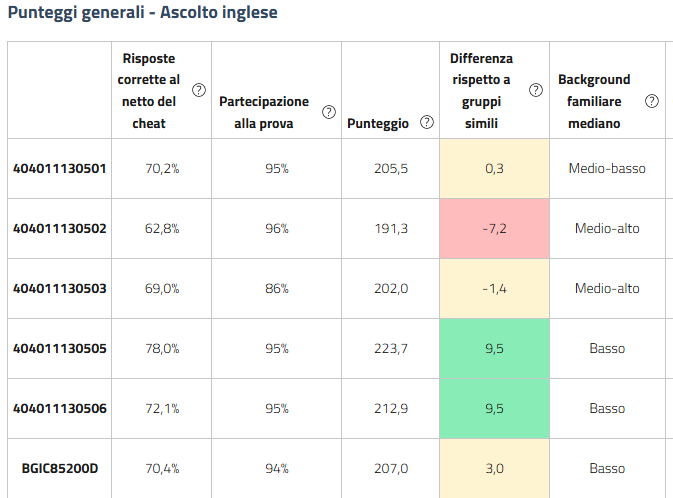 Punteggi generali - Ascolto inglese
Risposte corrette al netto del cheat ? Partecipazione alla prova ? Punteggio ? Differenza rispetto a gruppi simili ? Background familiare mediano ?
404011130501 70,2% 95% 205,5 0,3 Medio-basso
404011130502 62,8% 96% 191,3 -7,2 Medio-alto
404011130503 69,0% 86% 202,0 -1,4 Medio-alto
404011130505 78,0% 95% 223,7 9,5 Basso
404011130506 72,1% 95% 212,9 9,5 Basso
BGIC85200D 70,4% 94% 207,0 3,0 Basso